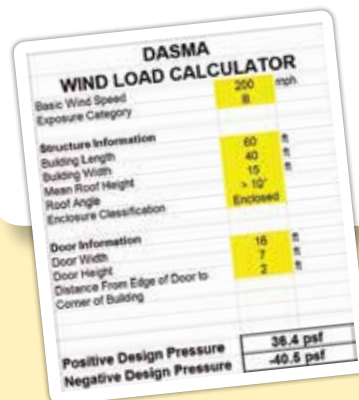 DASMA
WIND LOAD CALCULATOR
Basic Wind Speed 200 mph
Exposure Category B
Structure Information
Building Length 60 ft
Building Width 40 ft
Mean Roof Height 15 ft
Roof Angle > 10°
Enclosure Classification Enclosed
Door Information
Door Width 16 ft
Door Height 7 ft
Distance From Edge of Door to 2 ft
Corner of Building
Positive Design Pressure 36.4 psf
Negative Design Pressure -40.5 psf